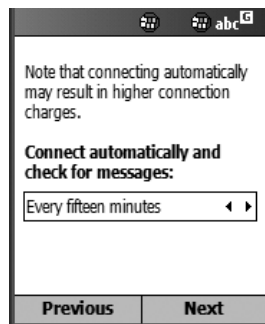 abc G
Note that connecting automatically
may result in higher connection
charges.
Connect automatically and
check for messages:
Every fifteen minutes
Previous Next